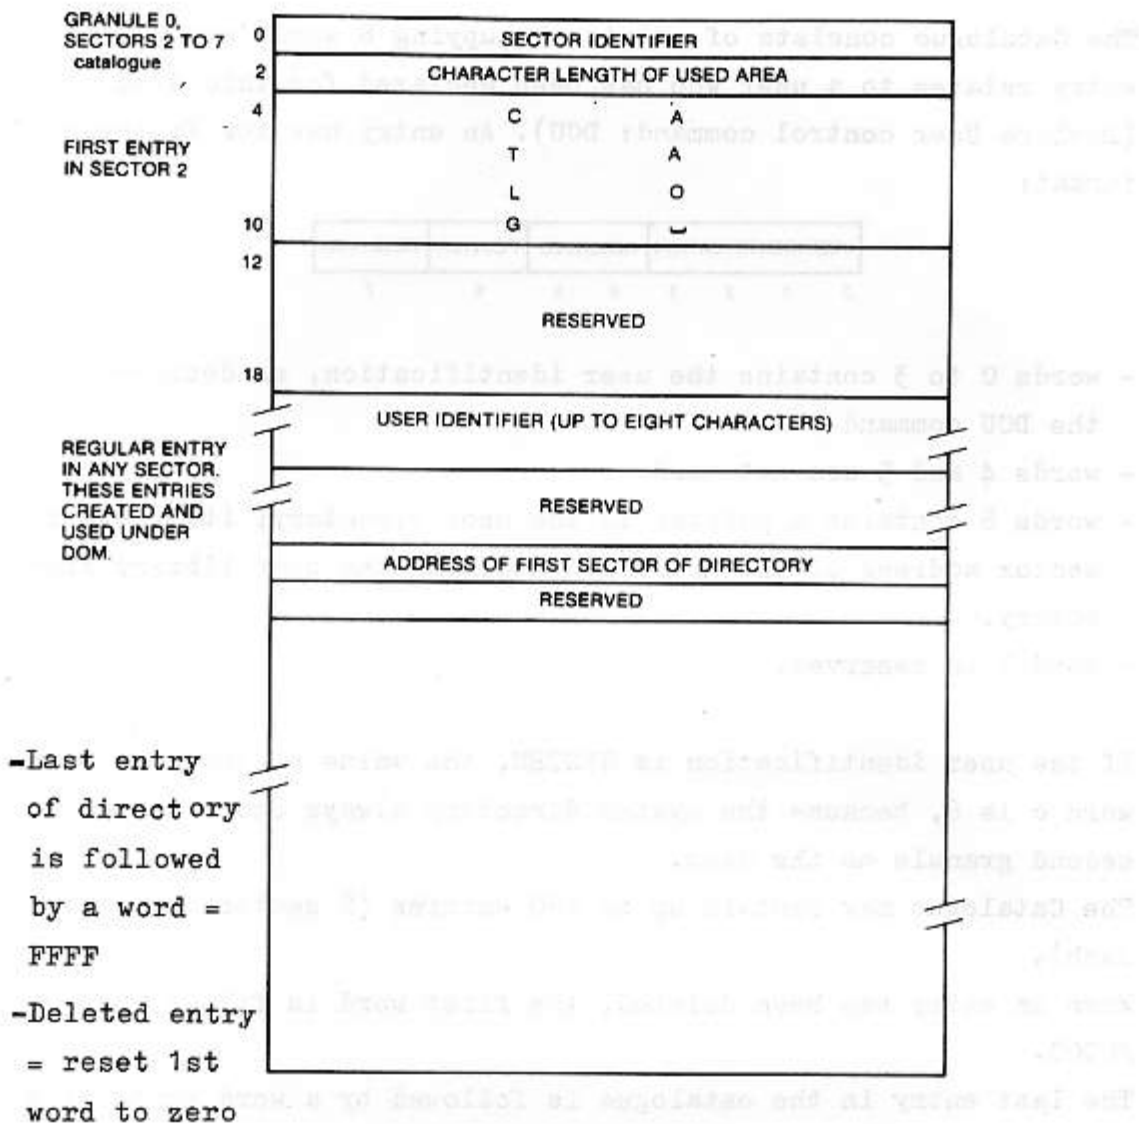 GRANULE 0,
SECTORS 2 TO 7
catalogue
0
SECTOR IDENTIFIER
2
CHARACTER LENGTH OF USED AREA
4
C A
FIRST ENTRY
IN SECTOR 2
T A
L O
10
G ⎵
12
RESERVED
18
USER IDENTIFIER (UP TO EIGHT CHARACTERS)
REGULAR ENTRY
IN ANY SECTOR.
THESE ENTRIES
CREATED AND
USED UNDER
DOM.
RESERVED
ADDRESS OF FIRST SECTOR OF DIRECTORY
RESERVED
-Last entry
of directory
is followed
by a word =
FFFF
-Deleted entry
= reset 1st
word to zero